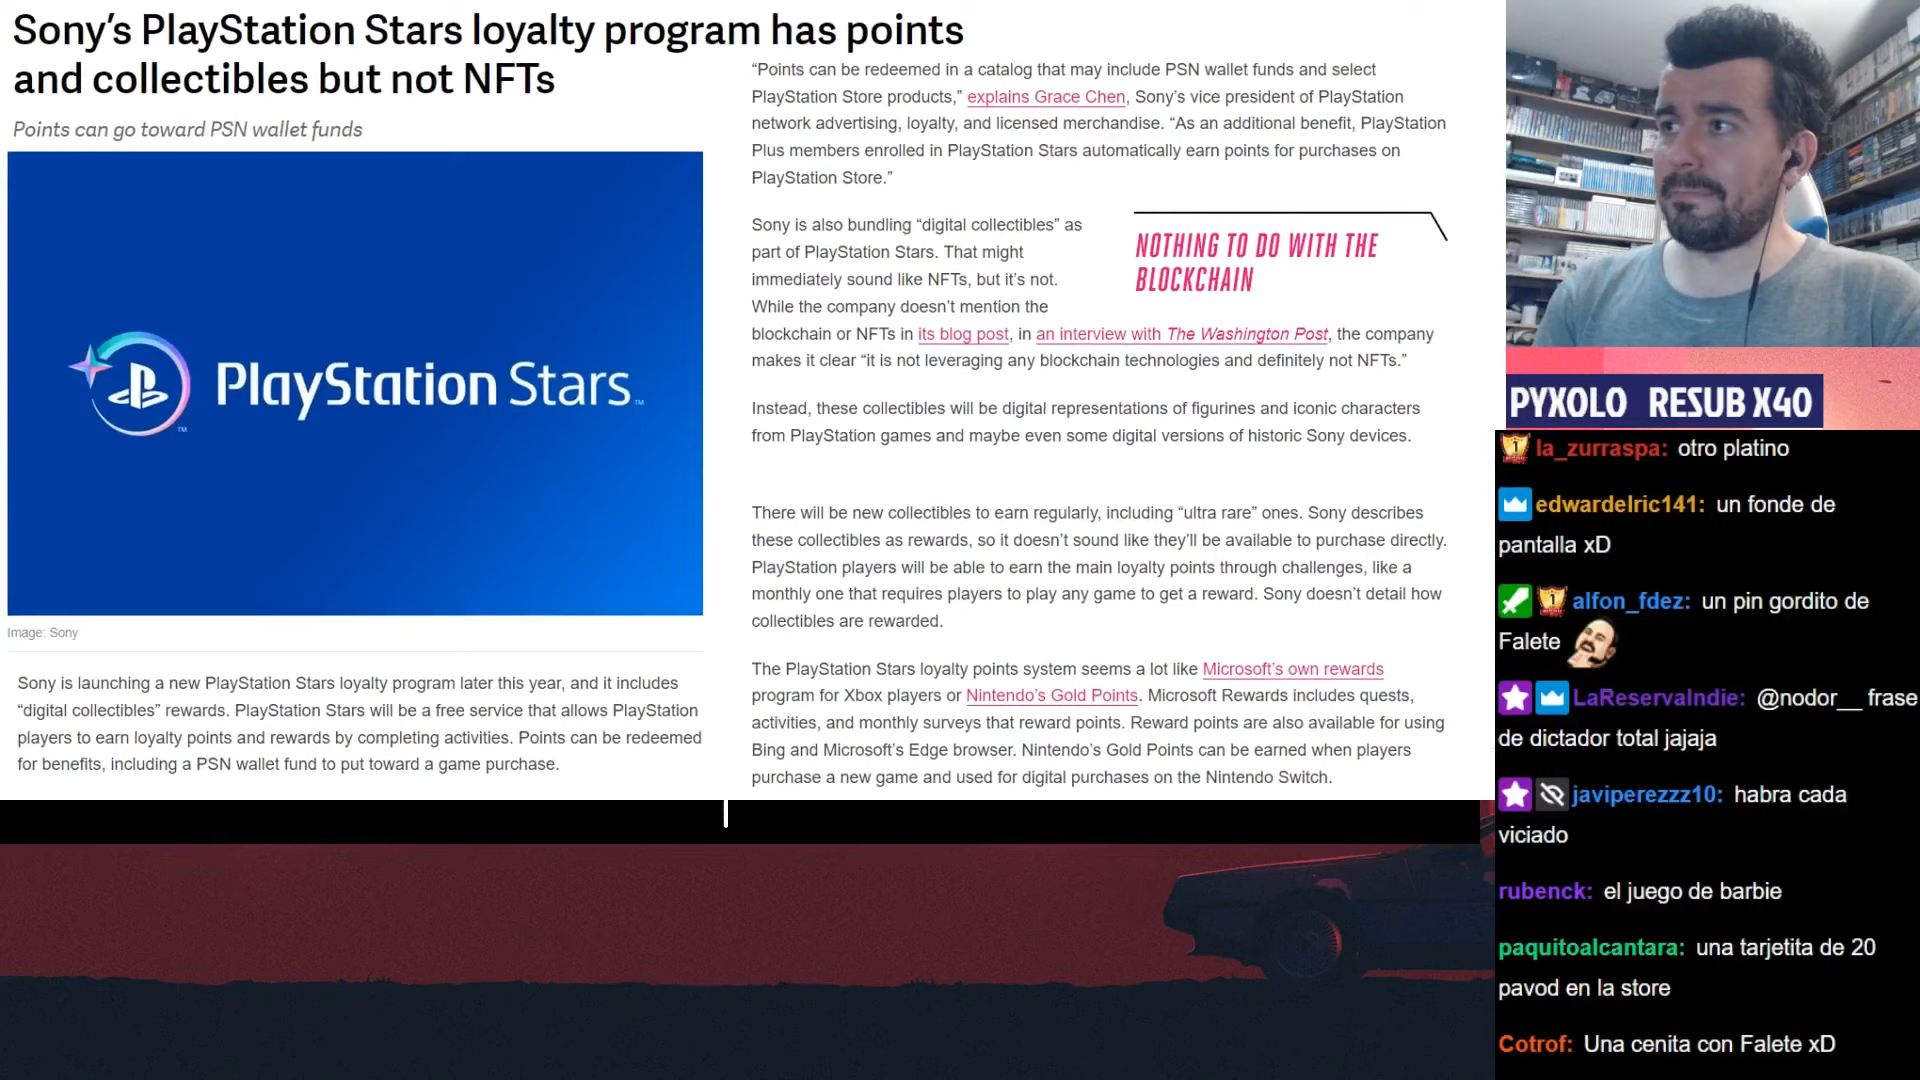 Sony’s PlayStation Stars loyalty program has points
and collectibles but not NFTs
Points can go toward PSN wallet funds
PlayStation Stars™
Image: Sony
Sony is launching a new PlayStation Stars loyalty program later this year, and it includes
“digital collectibles” rewards. PlayStation Stars will be a free service that allows PlayStation
players to earn loyalty points and rewards by completing activities. Points can be redeemed
for benefits, including a PSN wallet fund to put toward a game purchase.
“Points can be redeemed in a catalog that may include PSN wallet funds and select
PlayStation Store products,” explains Grace Chen, Sony’s vice president of PlayStation
network advertising, loyalty, and licensed merchandise. “As an additional benefit, PlayStation
Plus members enrolled in PlayStation Stars automatically earn points for purchases on
PlayStation Store.”
Sony is also bundling “digital collectibles” as
part of PlayStation Stars. That might
immediately sound like NFTs, but it’s not.
While the company doesn’t mention the
blockchain or NFTs in its blog post, in an interview with The Washington Post, the company
makes it clear “it is not leveraging any blockchain technologies and definitely not NFTs.”
NOTHING TO DO WITH THE
BLOCKCHAIN
Instead, these collectibles will be digital representations of figurines and iconic characters
from PlayStation games and maybe even some digital versions of historic Sony devices.
There will be new collectibles to earn regularly, including “ultra rare” ones. Sony describes
these collectibles as rewards, so it doesn’t sound like they’ll be available to purchase directly.
PlayStation players will be able to earn the main loyalty points through challenges, like a
monthly one that requires players to play any game to get a reward. Sony doesn’t detail how
collectibles are rewarded.
The PlayStation Stars loyalty points system seems a lot like Microsoft’s own rewards
program for Xbox players or Nintendo’s Gold Points. Microsoft Rewards includes quests,
activities, and monthly surveys that reward points. Reward points are also available for using
Bing and Microsoft’s Edge browser. Nintendo’s Gold Points can be earned when players
purchase a new game and used for digital purchases on the Nintendo Switch.
PYXOLO RESUB X40
la_zurraspa: otro platino
edwardelric141: un fonde de
pantalla xD
alfon_fdez: un pin gordito de
Falete
LaReservaIndie: @nodor__ frase
de dictador total jajaja
javiperezzz10: habra cada
viciado
rubenck: el juego de barbie
paquitoalcantara: una tarjetita de 20
pavod en la store
Cotrof: Una cenita con Falete xD